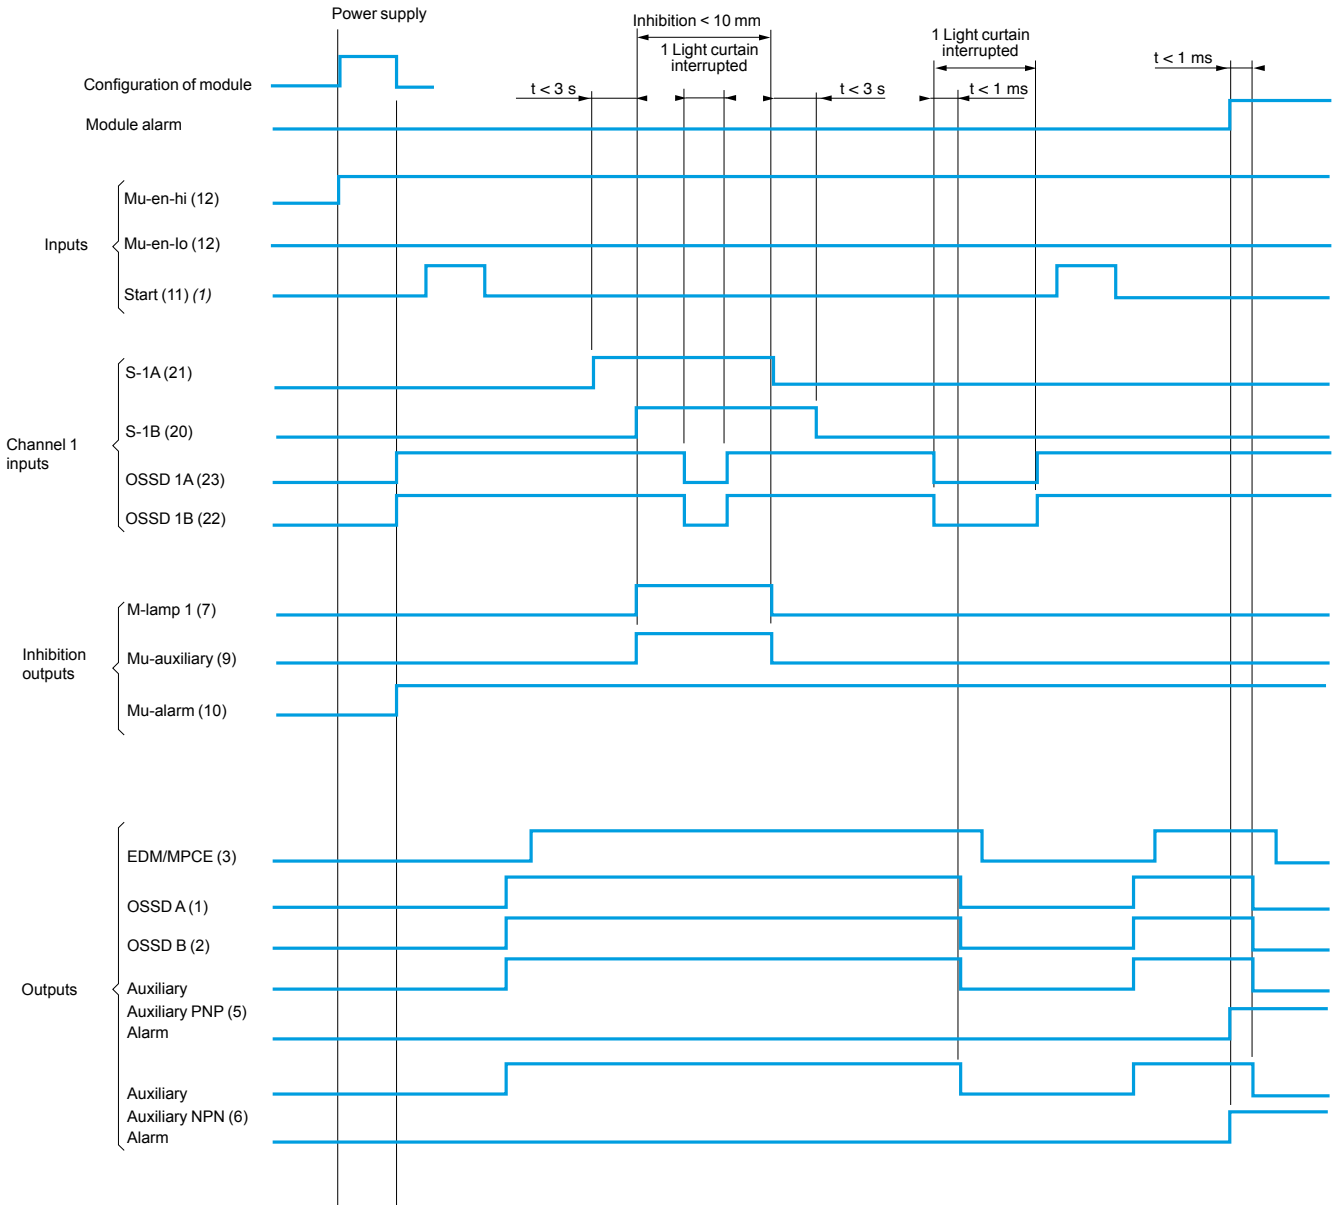 Power supply
Inhibition < 10 mm
1 Light curtain
interrupted
1 Light curtain
interrupted
t < 1 ms
Configuration of module
t < 3 s
t < 3 s
t < 1 ms
Module alarm
Inputs
Mu-en-hi (12)
Mu-en-lo (12)
Start (11) (1)
Channel 1
inputs
S-1A (21)
S-1B (20)
OSSD 1A (23)
OSSD 1B (22)
Inhibition
outputs
M-lamp 1 (7)
Mu-auxiliary (9)
Mu-alarm (10)
Outputs
EDM/MPCE (3)
OSSD A (1)
OSSD B (2)
Auxiliary
Auxiliary PNP (5)
Alarm
Auxiliary
Auxiliary NPN (6)
Alarm